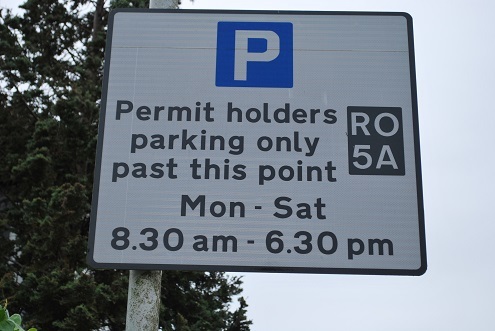 P
Permit holders
parking only
past this point
RO
5A
Mon - Sat
8.30 am - 6.30 pm